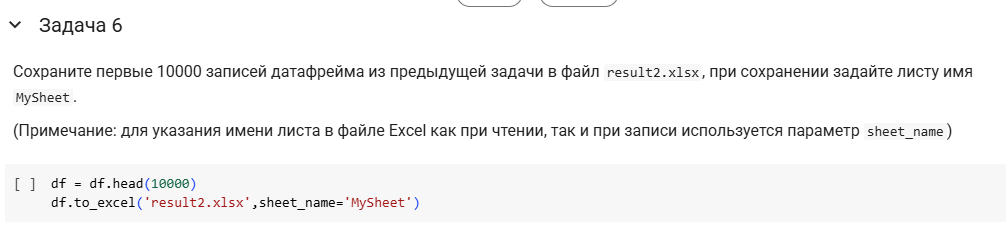 Задача 6
Сохраните первые 10000 записей датафрейма из предыдущей задачи в файл result2.xlsx, при сохранении задайте листу имя
MySheet.
(Примечание: для указания имени листа в файле Excel как при чтении, так и при записи используется параметр sheet_name)
[ ] df = df.head(10000)
df.to_excel('result2.xlsx',sheet_name='MySheet')